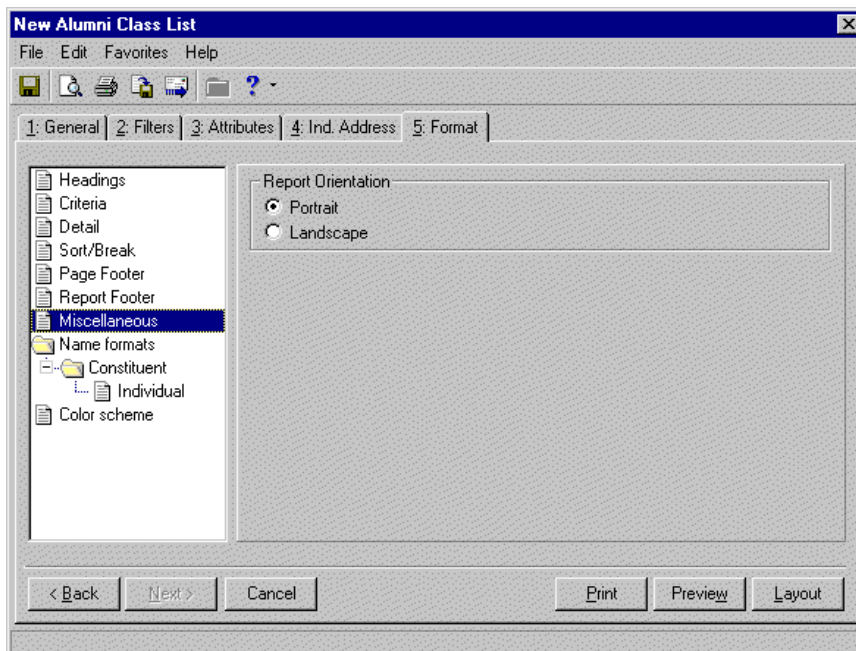 New Alumni Class List
File Edit Favorites Help
?
1: General 2: Filters 3: Attributes 4: Ind. Address 5: Format
Headings
Criteria
Detail
Sort/Break
Page Footer
Report Footer
Miscellaneous
Name formats
Constituent
Individual
Color scheme
Report Orientation
Portrait
Landscape
< Back Next > Cancel Print Preview Layout